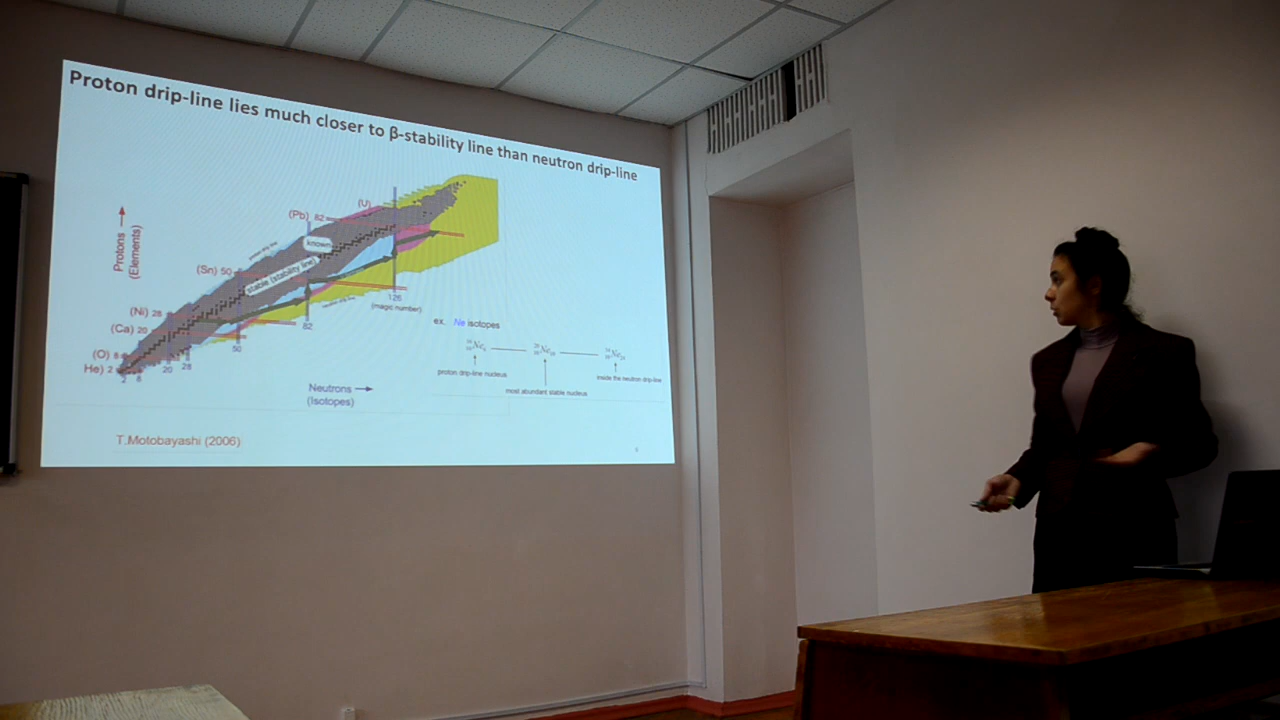 Proton drip-line lies much closer to β-stability line than neutron drip-line
(U)
(Pb) 82
known
Protons
(Elements)
(Sn) 50
stable (stability line)
126
(magic number)
(Ni) 28
(Ca) 20
82
ex. Ne isotopes
50
(O) 8
He) 2
2 8 20 28
proton drip-line nucleus
inside the neutron drip-line
most abundant stable nucleus
Neutrons
(Isotopes)
T.Motobayashi (2006)